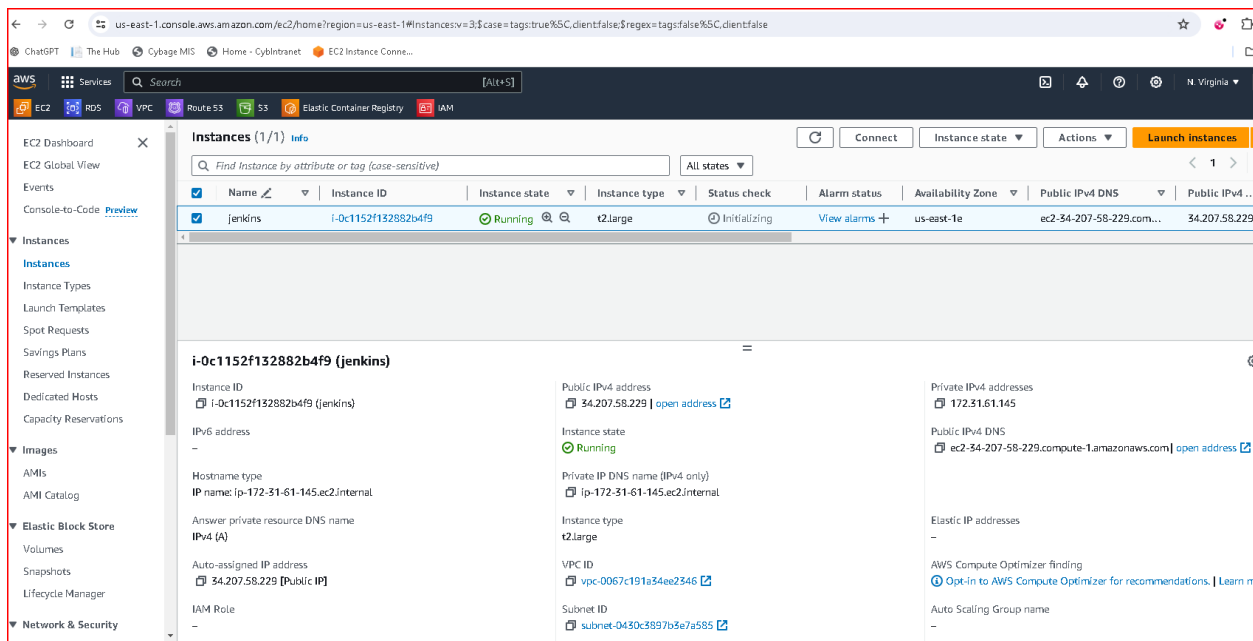 us-east-1.console.aws.amazon.com/ec2/home?region=us-east-1#Instances:v=3;$case=tags:true%5C,client:false;$regex=tags:false%5C,client:false
ChatGPT The Hub Cybage MIS Home - CybIntranet EC2 Instance Conne...
aws Services Search [Alt+S] N. Virginia
EC2 RDS VPC Route 53 S3 Elastic Container Registry IAM
EC2 Dashboard
EC2 Global View
Events
Console-to-Code Preview
Instances
Instances
Instance Types
Launch Templates
Spot Requests
Savings Plans
Reserved Instances
Dedicated Hosts
Capacity Reservations
Images
AMIs
AMI Catalog
Elastic Block Store
Volumes
Snapshots
Lifecycle Manager
Network & Security
Instances (1/1) Info Connect Instance state Actions Launch instances
Find Instance by attribute or tag (case-sensitive) All states 1
Name Instance ID Instance state Instance type Status check Alarm status Availability Zone Public IPv4 DNS Public IPv4 ...
jenkins i-0c1152f132882b4f9 Running t2.large Initializing View alarms + us-east-1e ec2-34-207-58-229.com... 34.207.58.229
i-0c1152f132882b4f9 (jenkins)
Instance ID Public IPv4 address Private IPv4 addresses
i-0c1152f132882b4f9 (jenkins) 34.207.58.229 | open address 172.31.61.145
IPv6 address Instance state Public IPv4 DNS
– Running ec2-34-207-58-229.compute-1.amazonaws.com | open address
Hostname type Private IP DNS name (IPv4 only)
IP name: ip-172-31-61-145.ec2.internal ip-172-31-61-145.ec2.internal
Answer private resource DNS name Instance type Elastic IP addresses
IPv4 (A) t2.large –
Auto-assigned IP address VPC ID AWS Compute Optimizer finding
34.207.58.229 [Public IP] vpc-0067c191a34ee2346 Opt-in to AWS Compute Optimizer for recommendations. | Learn m
IAM Role Subnet ID Auto Scaling Group name
– subnet-0430c3897b3e7a585 –